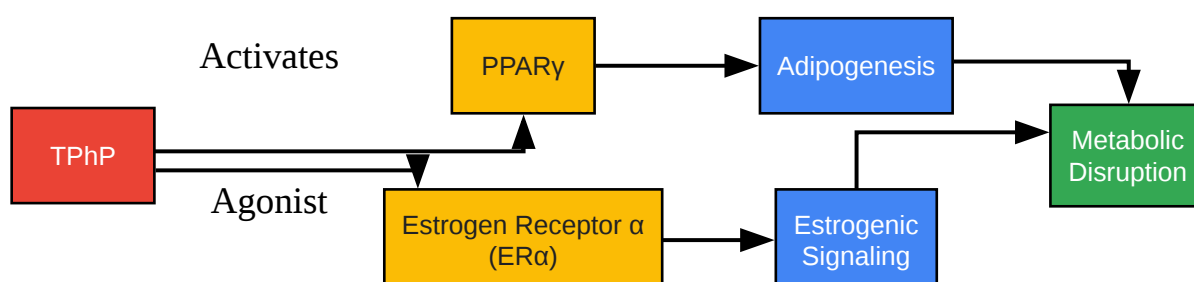 Activates
PPARγ
Adipogenesis
TPhP
Agonist
Metabolic
Disruption
Estrogen Receptor α
(ERα)
Estrogenic
Signaling